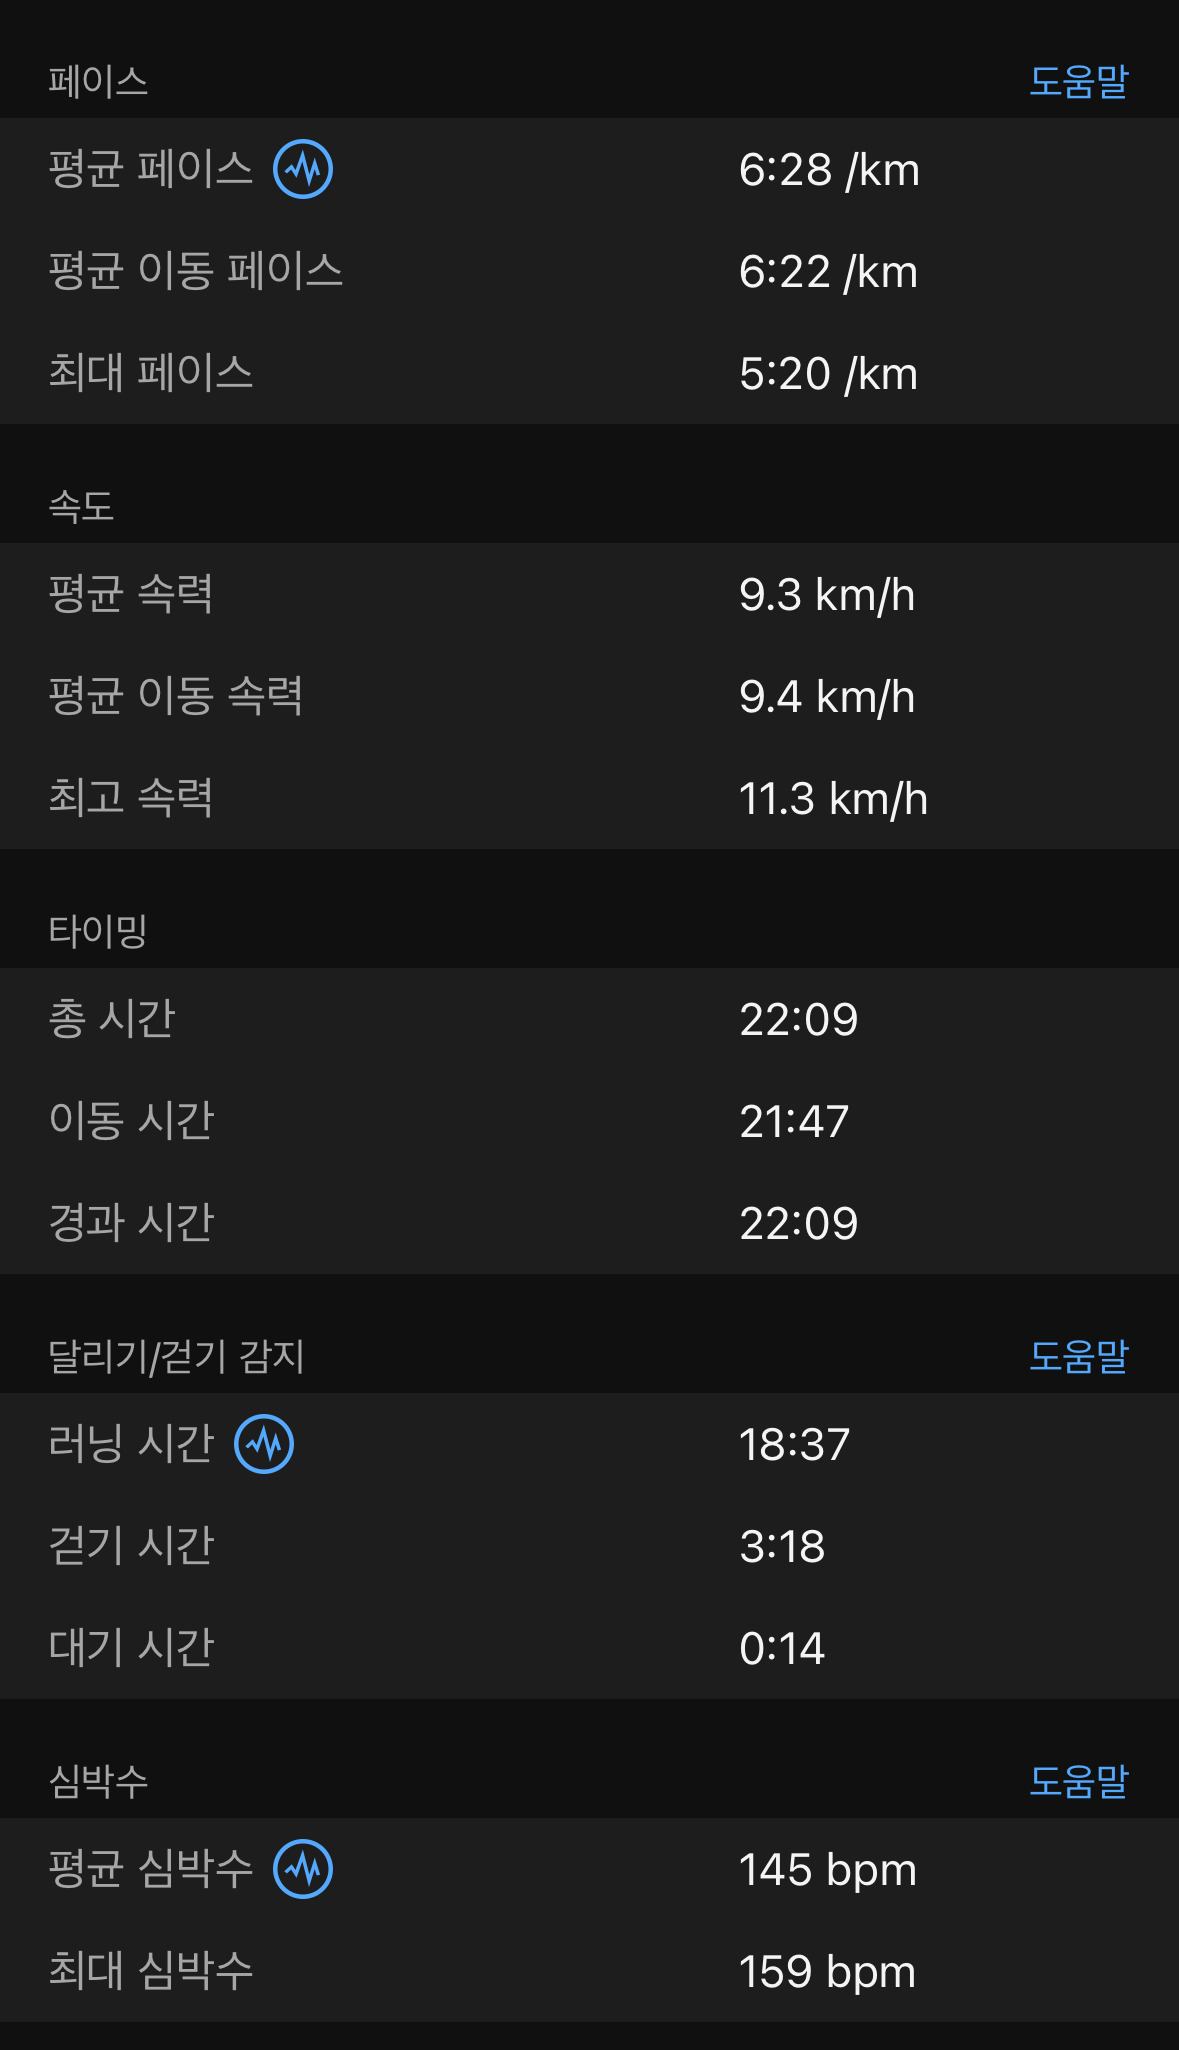 페이스 도움말
평균 페이스 6:28 /km
평균 이동 페이스 6:22 /km
최대 페이스 5:20 /km
속도
평균 속력 9.3 km/h
평균 이동 속력 9.4 km/h
최고 속력 11.3 km/h
타이밍
총 시간 22:09
이동 시간 21:47
경과 시간 22:09
달리기/걷기 감지 도움말
러닝 시간 18:37
걷기 시간 3:18
대기 시간 0:14
심박수 도움말
평균 심박수 145 bpm
최대 심박수 159 bpm